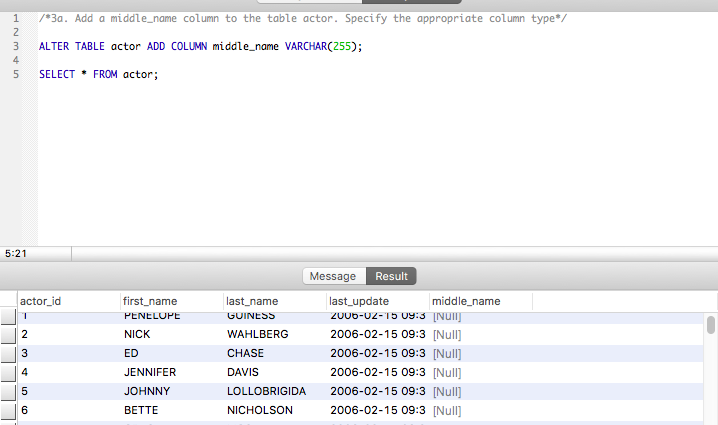 1 /*3a. Add a middle_name column to the table actor. Specify the appropriate column type*/
2
3 ALTER TABLE actor ADD COLUMN middle_name VARCHAR(255);
4
5 SELECT * FROM actor;
5:21
Message Result
actor_id first_name last_name last_update middle_name
1 PENELOPE GUINESS 2006-02-15 09:3 [Null]
2 NICK WAHLBERG 2006-02-15 09:3 [Null]
3 ED CHASE 2006-02-15 09:3 [Null]
4 JENNIFER DAVIS 2006-02-15 09:3 [Null]
5 JOHNNY LOLLOBRIGIDA 2006-02-15 09:3 [Null]
6 BETTE NICHOLSON 2006-02-15 09:3 [Null]